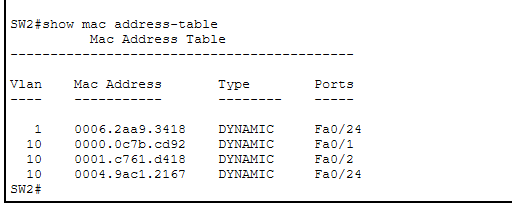 SW2#show mac address-table
Mac Address Table
-------------------------------------------
Vlan Mac Address Type Ports
---- ----------- -------- -----
1 0006.2aa9.3418 DYNAMIC Fa0/24
10 0000.0c7b.cd92 DYNAMIC Fa0/1
10 0001.c761.d418 DYNAMIC Fa0/2
10 0004.9ac1.2167 DYNAMIC Fa0/24
SW2#